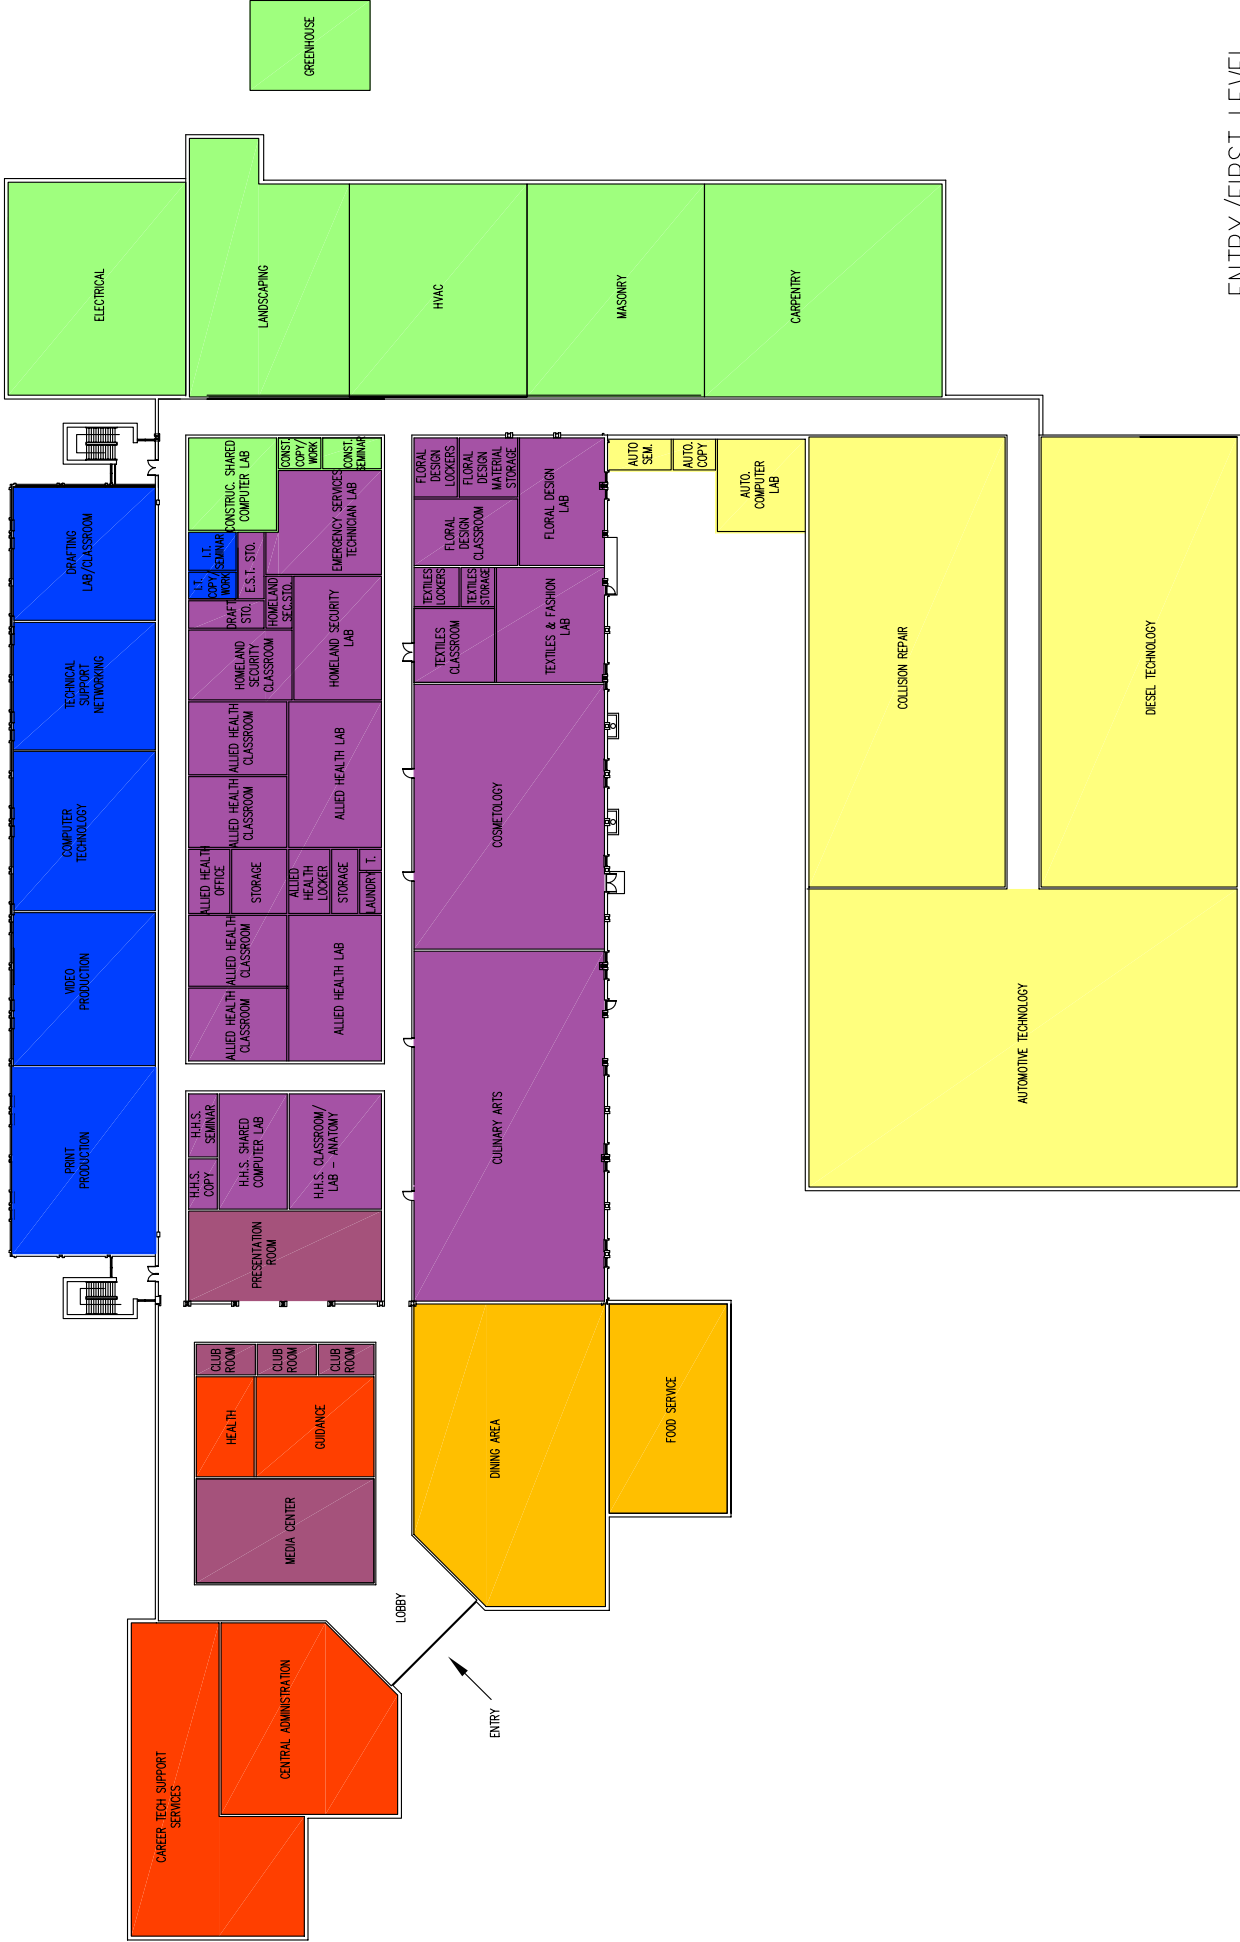 GREENHOUSE
ELECTRICAL
LANDSCAPING
HVAC
MASONRY
CARPENTRY
ENTRY/FIRST LEVEL
DRAFTING
LAB/CLASSROOM
TECHNICAL
SUPPORT
NETWORKING
COMPUTER
TECHNOLOGY
VIDEO
PRODUCTION
PRINT
PRODUCTION
CONSTRUC. SHARED
COMPUTER LAB
CONST.
COPY/
WORK
CONST.
SEMINAR
I.T.
SEMINAR
I.T.
COPY/
WORK
E.S.T. STO.
EMERGENCY SERVICES
TECHNICIAN LAB
DRAFT.
STO.
HOMELAND
SEC.STO.
HOMELAND
SECURITY
CLASSROOM
HOMELAND SECURITY
LAB
ALLIED HEALTH
CLASSROOM
ALLIED HEALTH
CLASSROOM
ALLIED HEALTH LAB
ALLIED HEALTH
OFFICE
STORAGE
ALLIED
HEALTH
LOCKER
STORAGE
LAUNDRY
T.
ALLIED HEALTH
CLASSROOM
ALLIED HEALTH
CLASSROOM
ALLIED HEALTH LAB
H.H.S.
SEMINAR
H.H.S.
COPY
H.H.S. SHARED
COMPUTER LAB
H.H.S. CLASSROOM/
LAB - ANATOMY
PRESENTATION
ROOM
FLORAL
DESIGN
LOCKERS
FLORAL
DESIGN
MATERIAL
STORAGE
FLORAL
DESIGN
CLASSROOM
FLORAL DESIGN
LAB
TEXTILES
LOCKERS
TEXTILES
STORAGE
TEXTILES
CLASSROOM
TEXTILES & FASHION
LAB
COSMETOLOGY
CULINARY ARTS
AUTO
SEM.
AUTO.
COPY
AUTO.
COMPUTER
LAB
COLLISION REPAIR
DIESEL TECHNOLOGY
AUTOMOTIVE TECHNOLOGY
CLUB
ROOM
CLUB
ROOM
CLUB
ROOM
HEALTH
GUIDANCE
MEDIA CENTER
DINING AREA
FOOD SERVICE
LOBBY
ENTRY
CENTRAL ADMINISTRATION
CAREER TECH SUPPORT
SERVICES